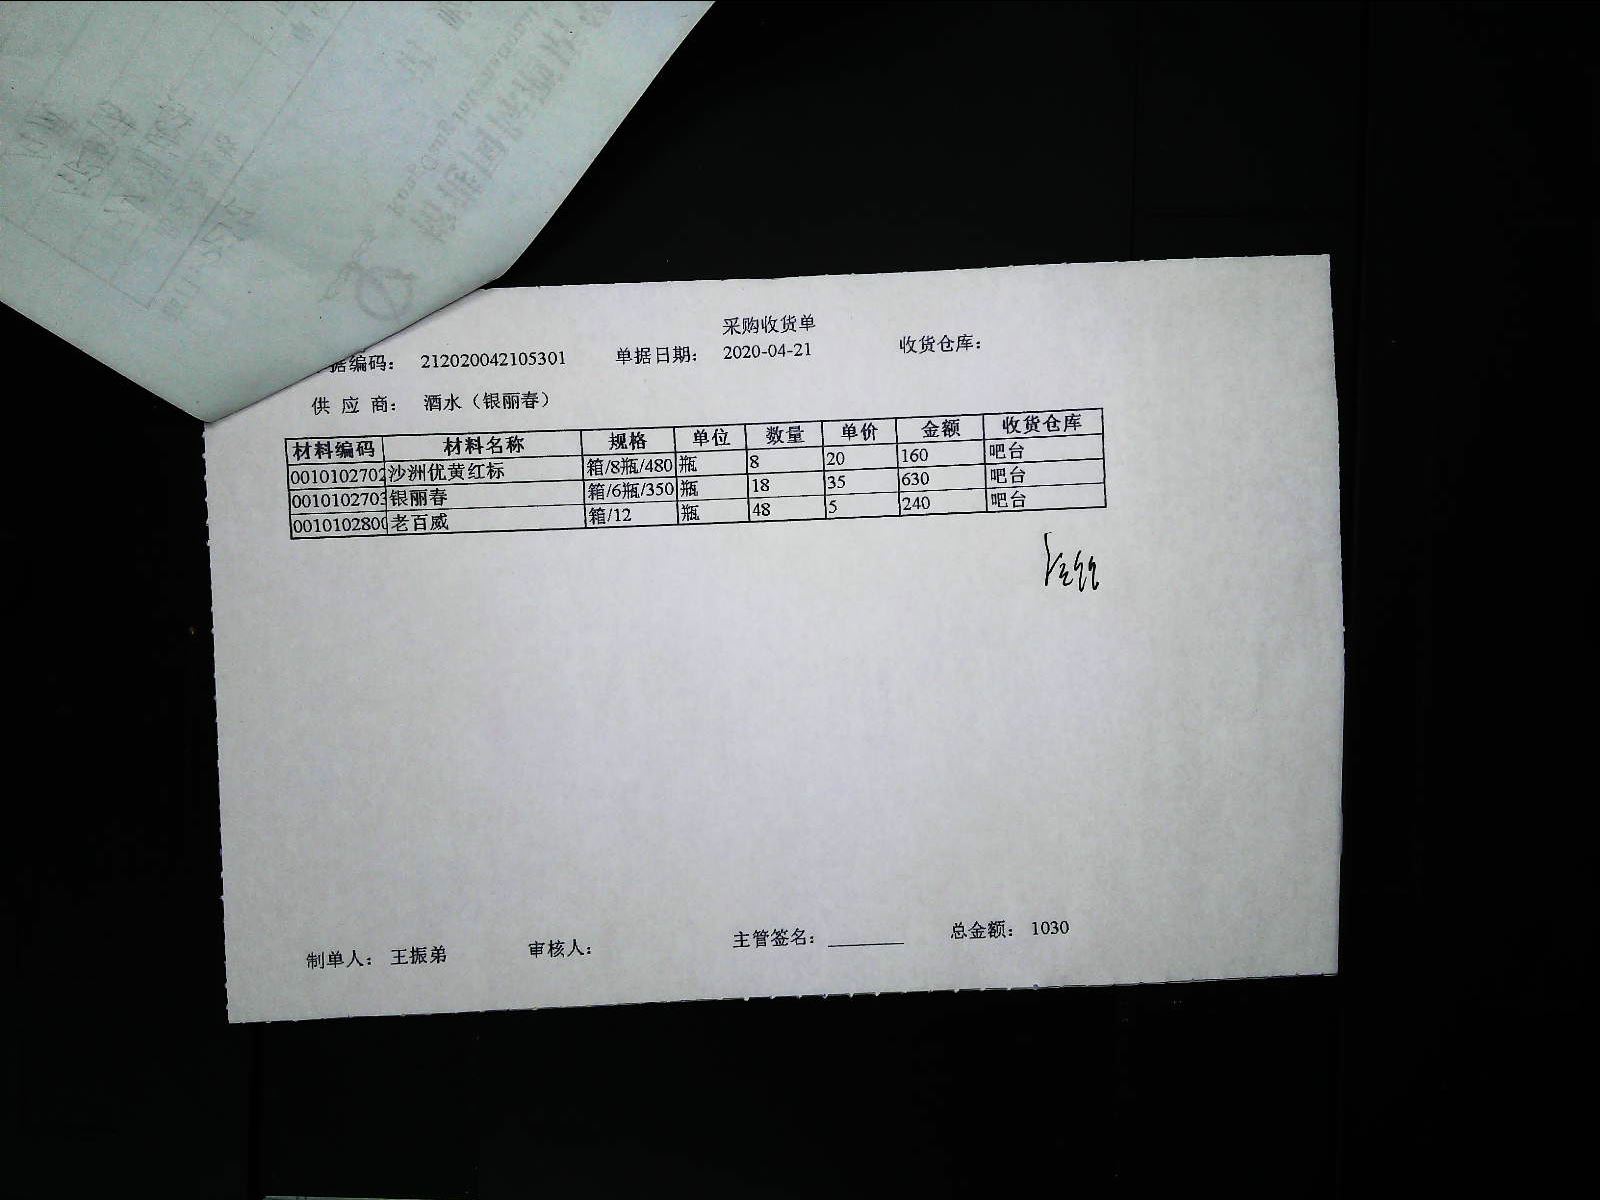 采购收货单
据编码： 212020042105301 单据日期： 2020-04-21 收货仓库：
供 应 商： 酒水（银丽春）
材料编码 材料名称 规格 单位 数量 单价 金额 收货仓库
0010102702 沙洲优黄红标 箱/8瓶/480 瓶 8 20 160 吧台
0010102703 银丽春 箱/6瓶/350 瓶 18 35 630 吧台
001010280 老百威 箱/12 瓶 48 5 240 吧台
制单人： 王振弟 审核人： 主管签名： 总金额： 1030